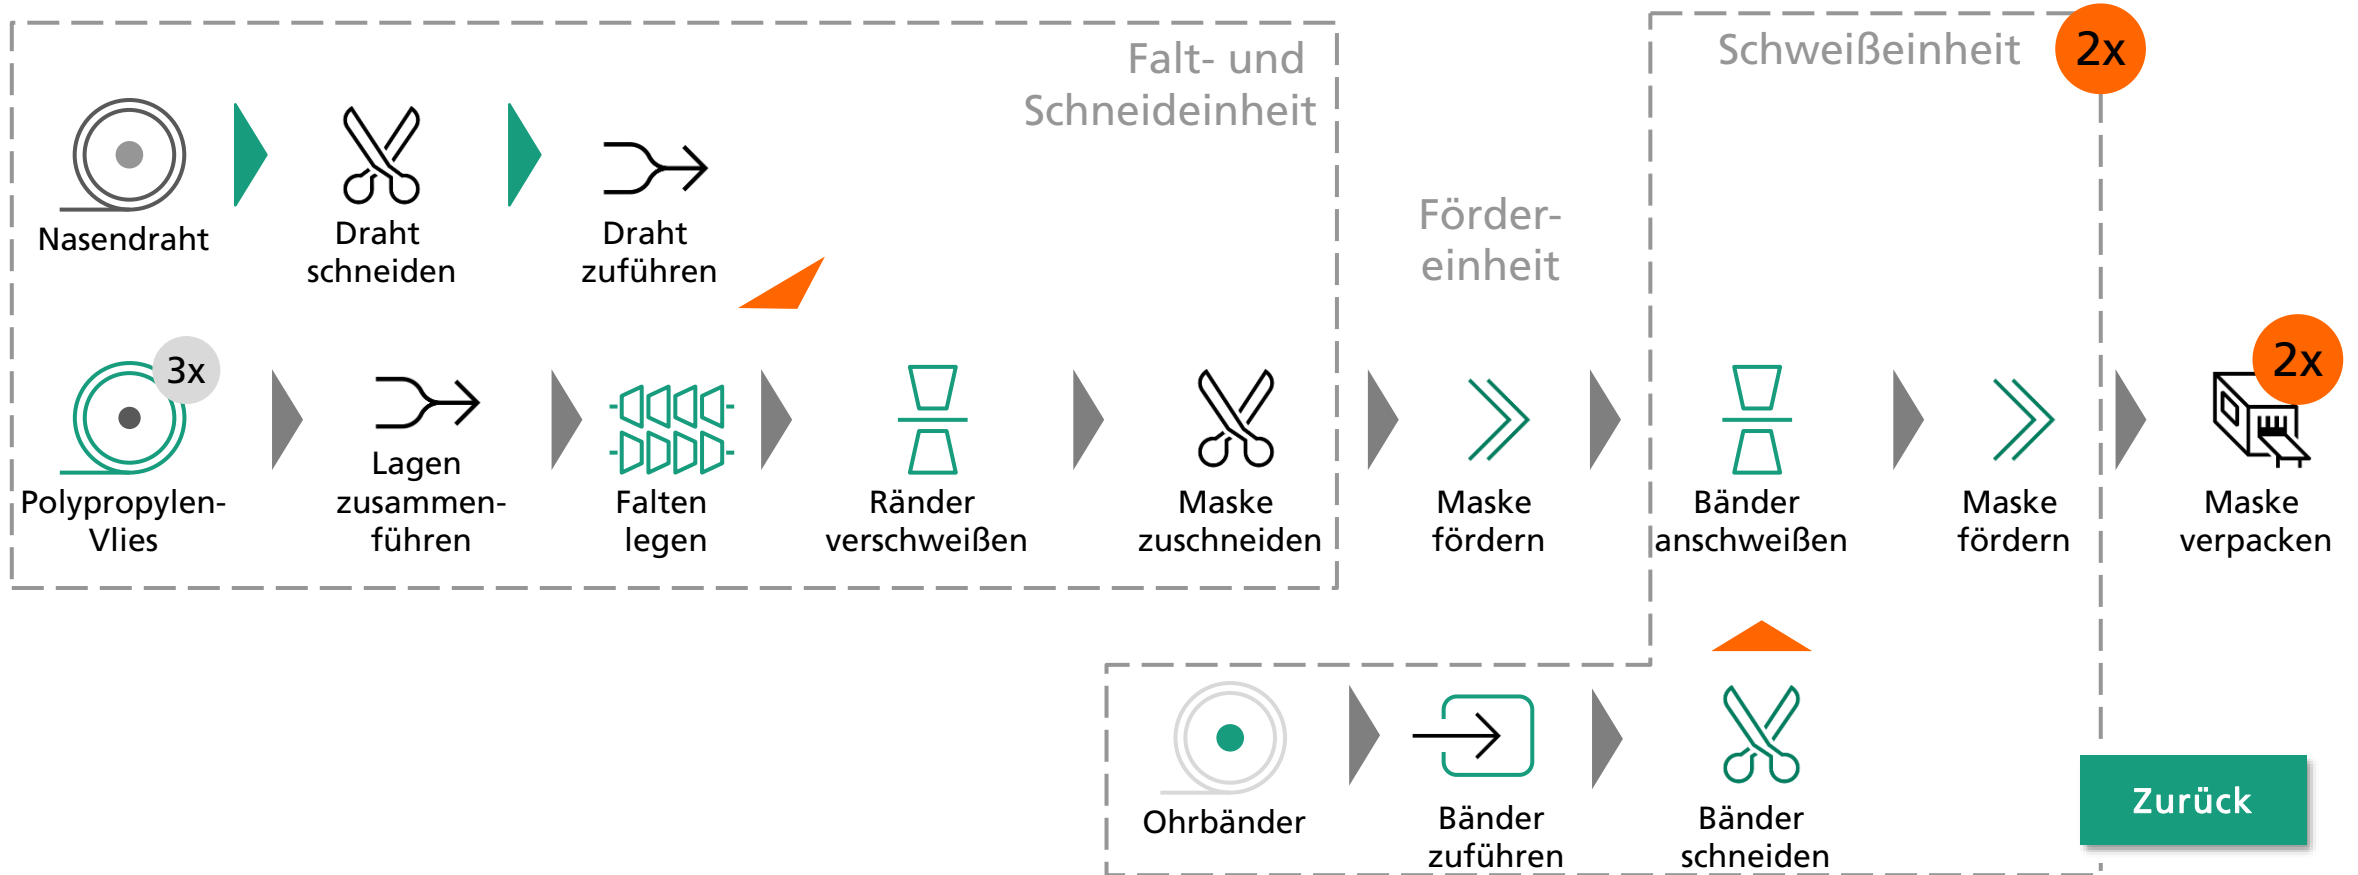 Falt- und
Schneideinheit
Schweißeinheit
2x
Nasendraht
Draht
schneiden
Draht
zuführen
Förder-
einheit
3x
2x
Polypropylen-
Vlies
Lagen
zusammen-
führen
Falten
legen
Ränder
verschweißen
Maske
zuschneiden
Maske
fördern
Bänder
anschweißen
Maske
fördern
Maske
verpacken
Ohrbänder
Bänder
zuführen
Bänder
schneiden
Zurück